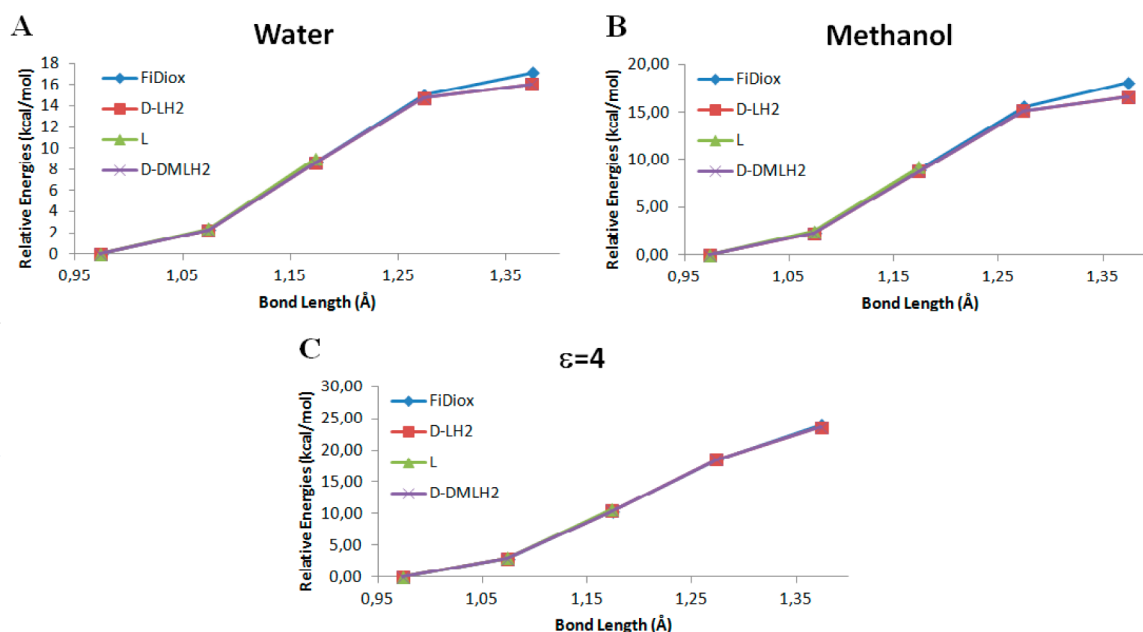 A
Water
Relative Energies (kcal/mol)
18
16
14
12
10
8
6
4
2
0
FiDiox
D-LH2
L
D-DMLH2
0,95
1,05
1,15
1,25
1,35
Bond Length (Å)
B
Methanol
Relative Energies (kcal/mol)
20,00
15,00
10,00
5,00
0,00
FiDiox
D-LH2
L
D-DMLH2
0,95
1,05
1,15
1,25
1,35
Bond Length (Å)
C
ε=4
Relative Energies (kcal/mol)
30,00
25,00
20,00
15,00
10,00
5,00
0,00
FiDiox
D-LH2
L
D-DMLH2
0,95
1,05
1,15
1,25
1,35
Bond Length (Å)